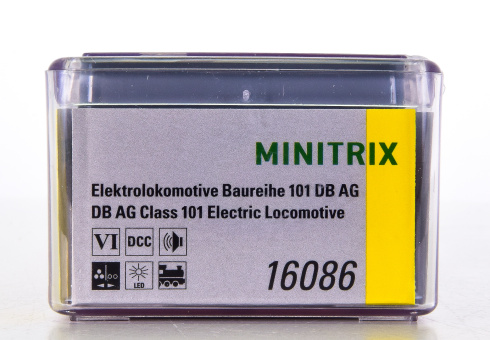 MINITRIX
Elektrolokomotive Baureihe 101 DB AG
DB AG Class 101 Electric Locomotive
VI DCC
LED
16086